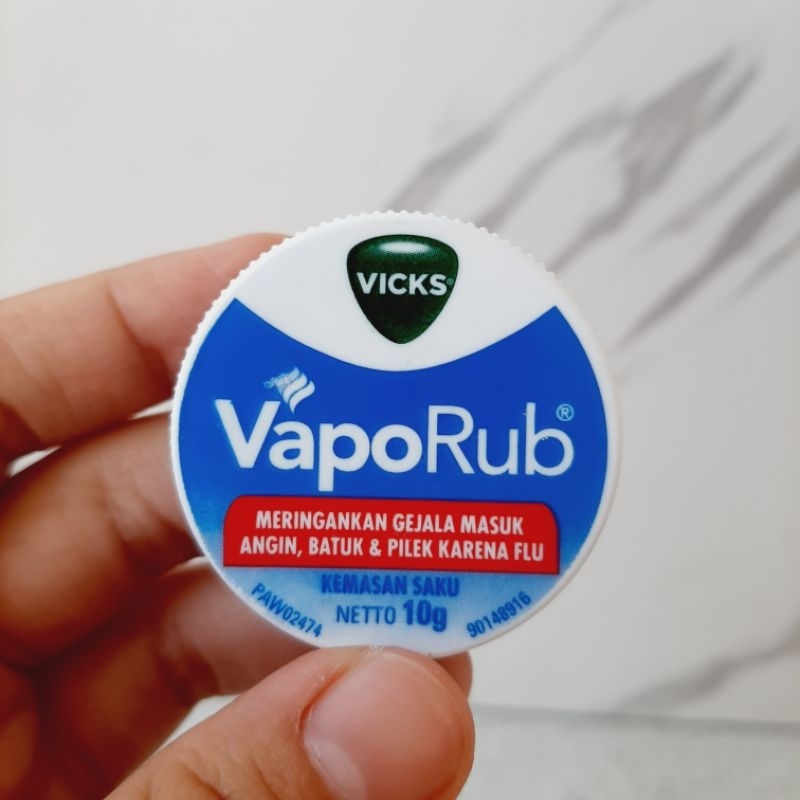 VICKS®
VapoRub®
MERINGANKAN GEJALA MASUK
ANGIN, BATUK & PILEK KARENA FLU
KEMASAN SAKU
NETTO 10g
PAW02474
90148916